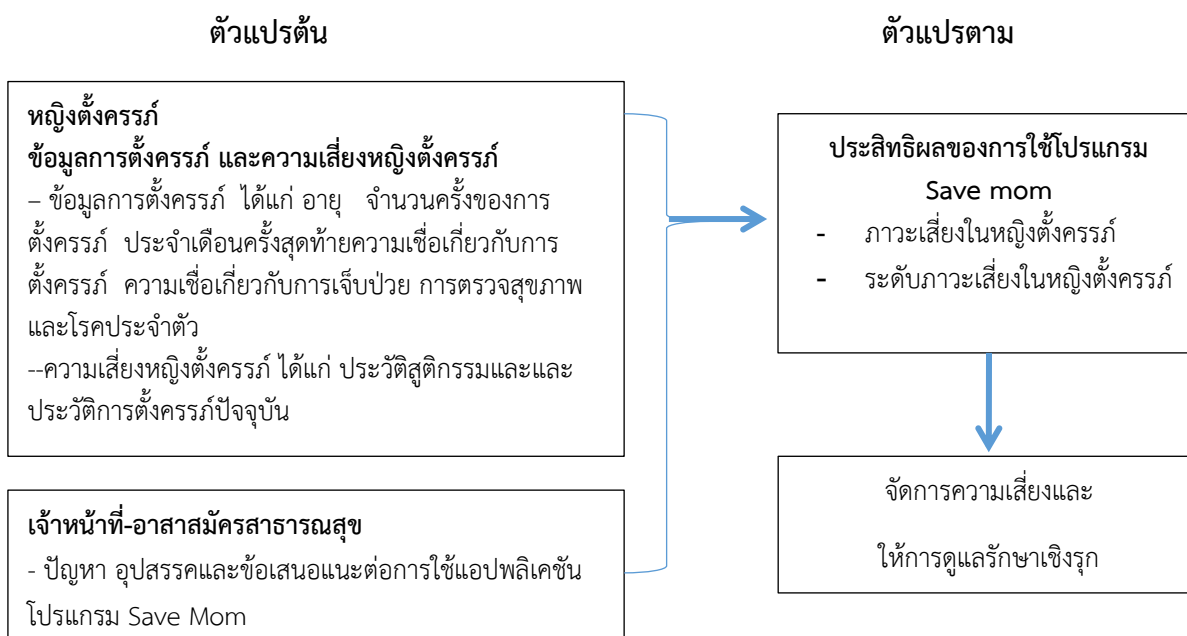 ตัวแปรต้น
ตัวแปรตาม
หญิงตั้งครรภ์
ข้อมูลการตั้งครรภ์ และความเสี่ยงหญิงตั้งครรภ์
– ข้อมูลการตั้งครรภ์ ได้แก่ อายุ จำนวนครั้งของการ
ตั้งครรภ์ ประจำเดือนครั้งสุดท้ายความเชื่อเกี่ยวกับการ
ตั้งครรภ์ ความเชื่อเกี่ยวกับการเจ็บป่วย การตรวจสุขภาพ
และโรคประจำตัว
--ความเสี่ยงหญิงตั้งครรภ์ ได้แก่ ประวัติสูติกรรมและและ
ประวัติการตั้งครรภ์ปัจจุบัน
เจ้าหน้าที่-อาสาสมัครสาธารณสุข
- ปัญหา อุปสรรคและข้อเสนอแนะต่อการใช้แอปพลิเคชัน
โปรแกรม Save Mom
ประสิทธิผลของการใช้โปรแกรม
Save mom
- ภาวะเสี่ยงในหญิงตั้งครรภ์
- ระดับภาวะเสี่ยงในหญิงตั้งครรภ์
จัดการความเสี่ยงและ
ให้การดูแลรักษาเชิงรุก